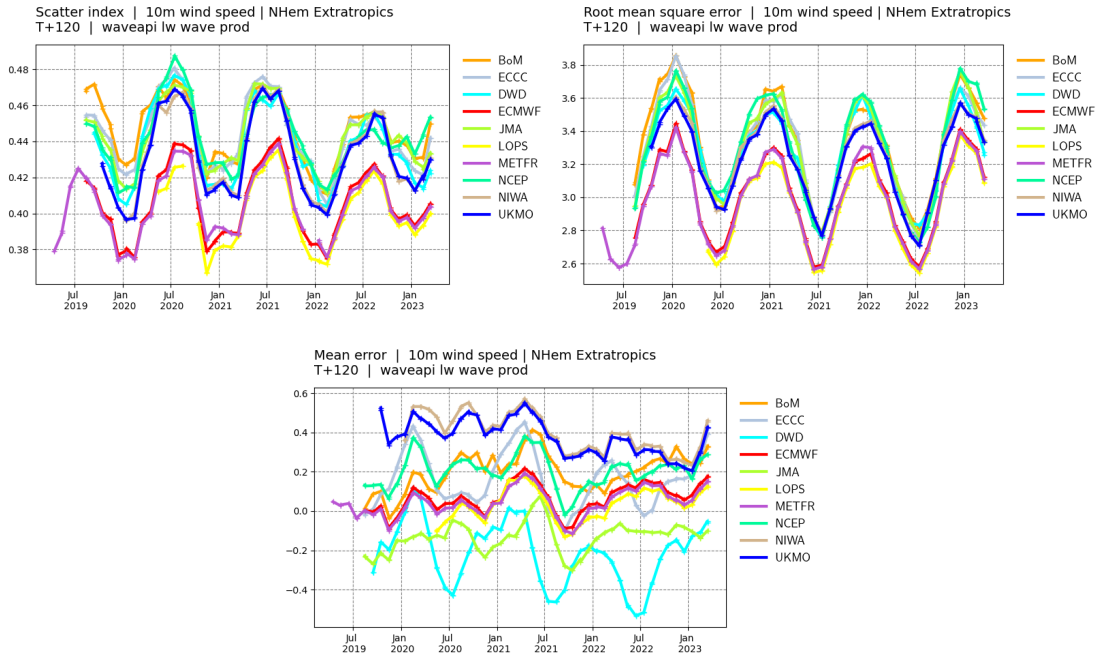 Scatter index | 10m wind speed | NHem Extratropics
T+120 | waveapi lw wave prod
0.48
0.46
0.44
0.42
0.40
0.38
Jul
2019
Jan
2020
Jul
2020
Jan
2021
Jul
2021
Jan
2022
Jul
2022
Jan
2023
BoM
ECCC
DWD
ECMWF
JMA
LOPS
METFR
NCEP
NIWA
UKMO
Root mean square error | 10m wind speed | NHem Extratropics
T+120 | waveapi lw wave prod
3.8
3.6
3.4
3.2
3.0
2.8
2.6
Jul
2019
Jan
2020
Jul
2020
Jan
2021
Jul
2021
Jan
2022
Jul
2022
Jan
2023
BoM
ECCC
DWD
ECMWF
JMA
LOPS
METFR
NCEP
NIWA
UKMO
Mean error | 10m wind speed | NHem Extratropics
T+120 | waveapi lw wave prod
0.6
0.4
0.2
0.0
−0.2
−0.4
Jul
2019
Jan
2020
Jul
2020
Jan
2021
Jul
2021
Jan
2022
Jul
2022
Jan
2023
BoM
ECCC
DWD
ECMWF
JMA
LOPS
METFR
NCEP
NIWA
UKMO